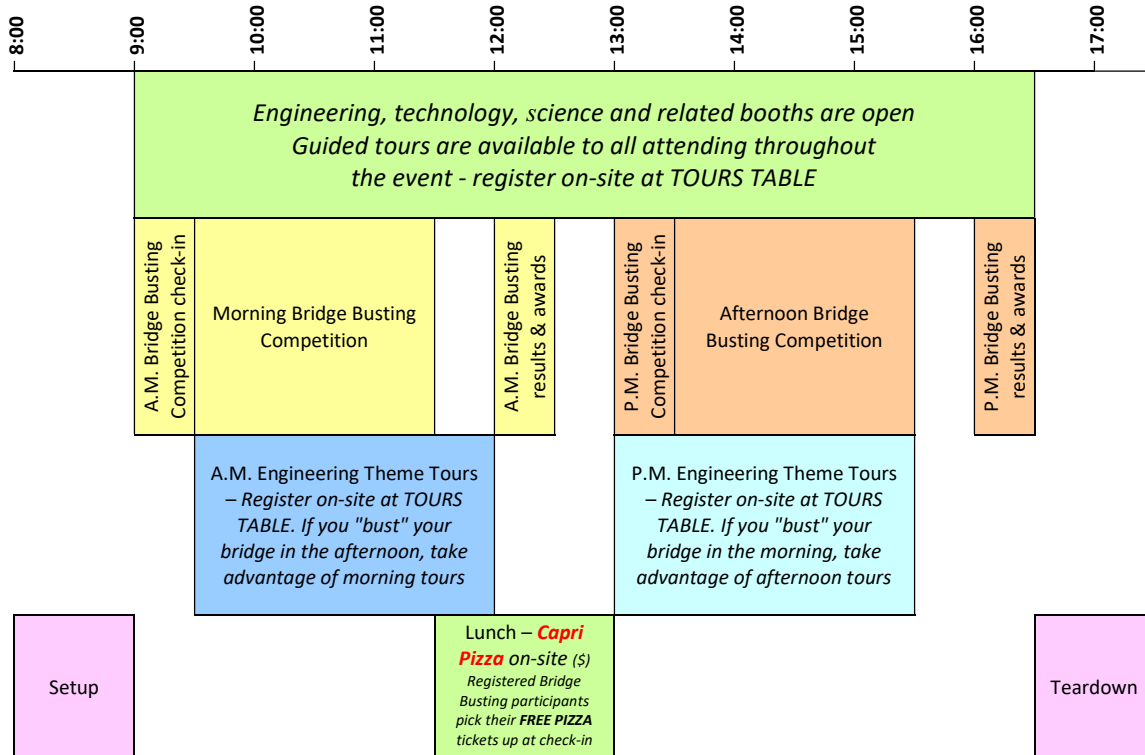 8:00
9:00
10:00
11:00
12:00
13:00
14:00
15:00
16:00
17:00
Engineering, technology, science and related booths are open
Guided tours are available to all attending throughout
the event - register on-site at TOURS TABLE
A.M. Bridge Busting
Competition check-in
Morning Bridge Busting
Competition
A.M. Bridge Busting
results & awards
P.M. Bridge Busting
Competition check-in
Afternoon Bridge
Busting Competition
P.M. Bridge Busting
results & awards
A.M. Engineering Theme Tours
– Register on-site at TOURS
TABLE. If you "bust" your
bridge in the afternoon, take
advantage of morning tours
P.M. Engineering Theme Tours
– Register on-site at TOURS
TABLE. If you "bust" your
bridge in the morning, take
advantage of afternoon tours
Setup
Lunch – Capri
Pizza on-site ($)
Registered Bridge
Busting participants
pick their FREE PIZZA
tickets up at check-in
Teardown